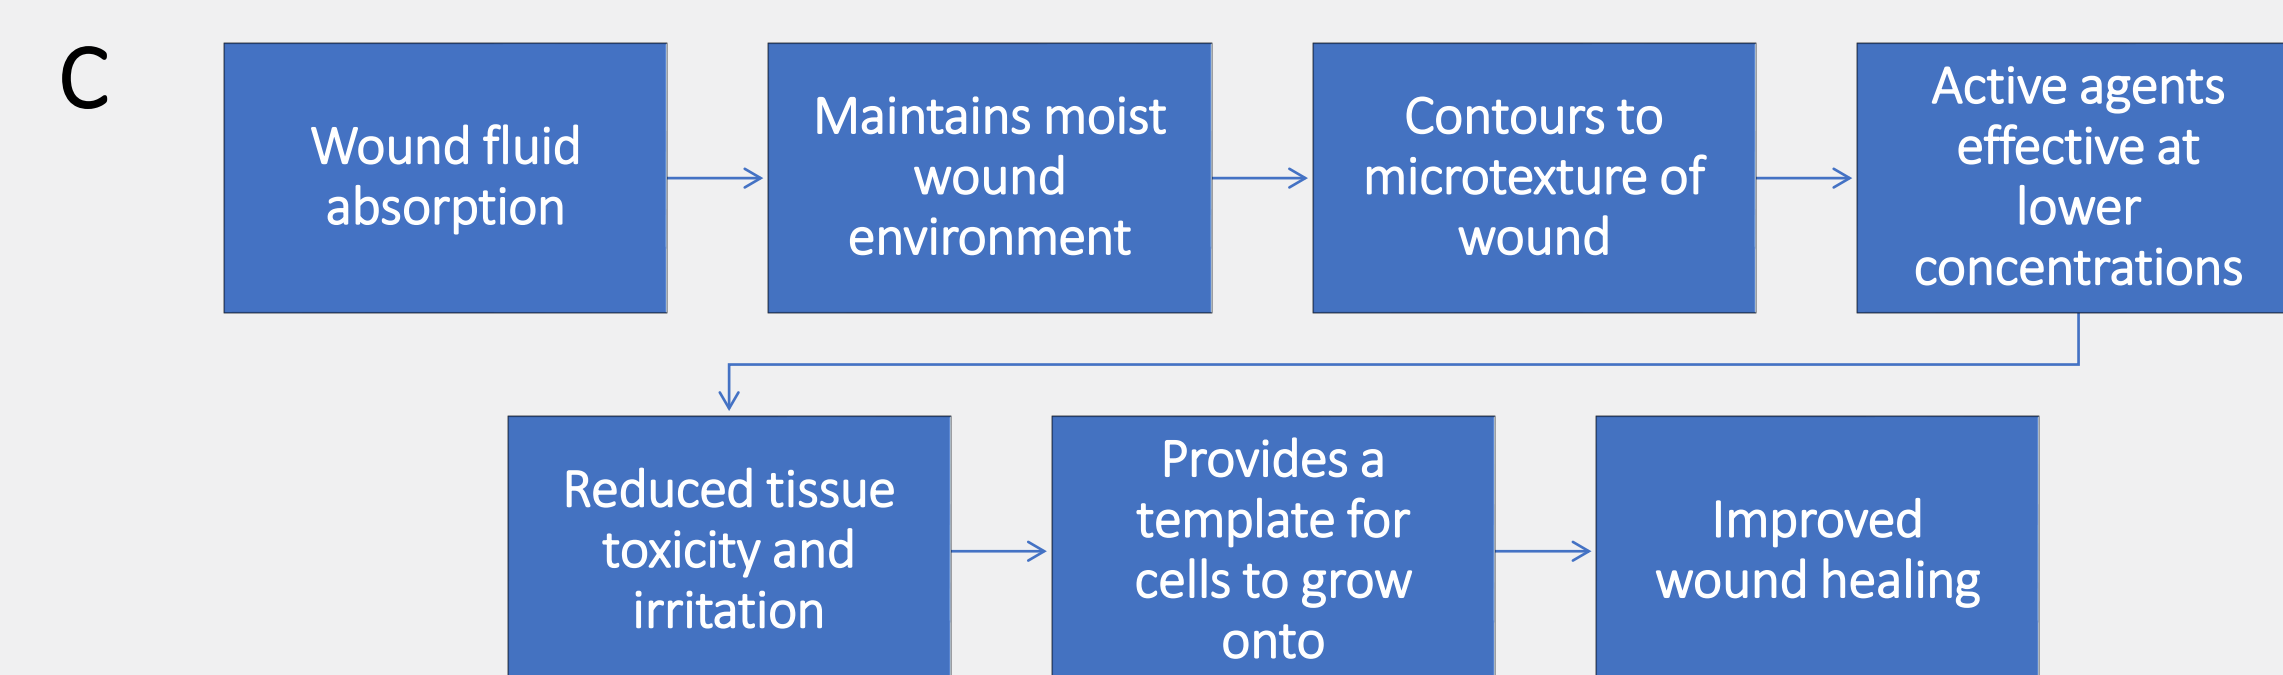 C
Wound fluid
absorption
Maintains moist
wound
environment
Contours to
microtexture of
wound
Active agents
effective at
lower
concentrations
Reduced tissue
toxicity and
irritation
Provides a
template for
cells to grow
onto
Improved
wound healing